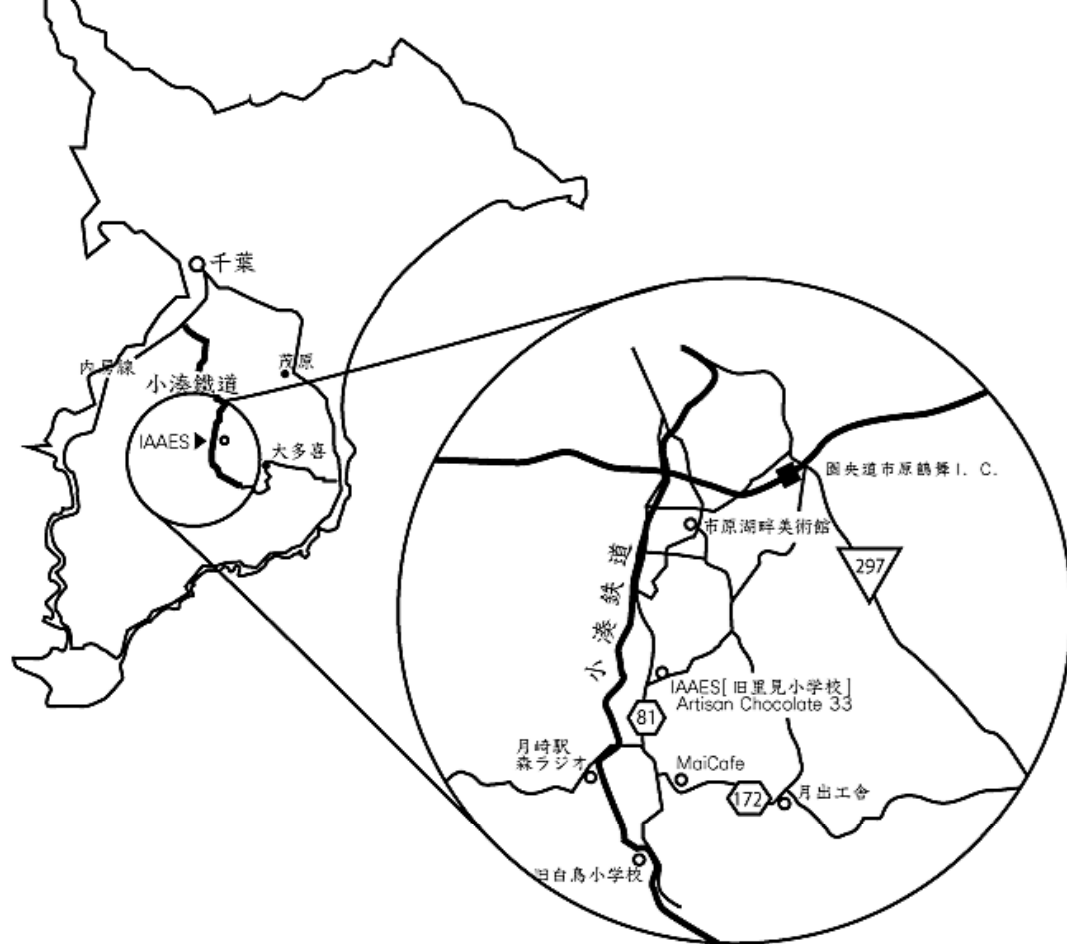 千葉
内房線
茂原
小湊鐵道
IAAES
大多喜
圏央道市原鶴舞I. C.
市原湖畔美術館
297
小湊鉄道
IAAES[旧里見小学校]
Artisan Chocolate 33
81
月崎駅
森ラジオ
MaiCafe
172
月出工舎
旧白鳥小学校